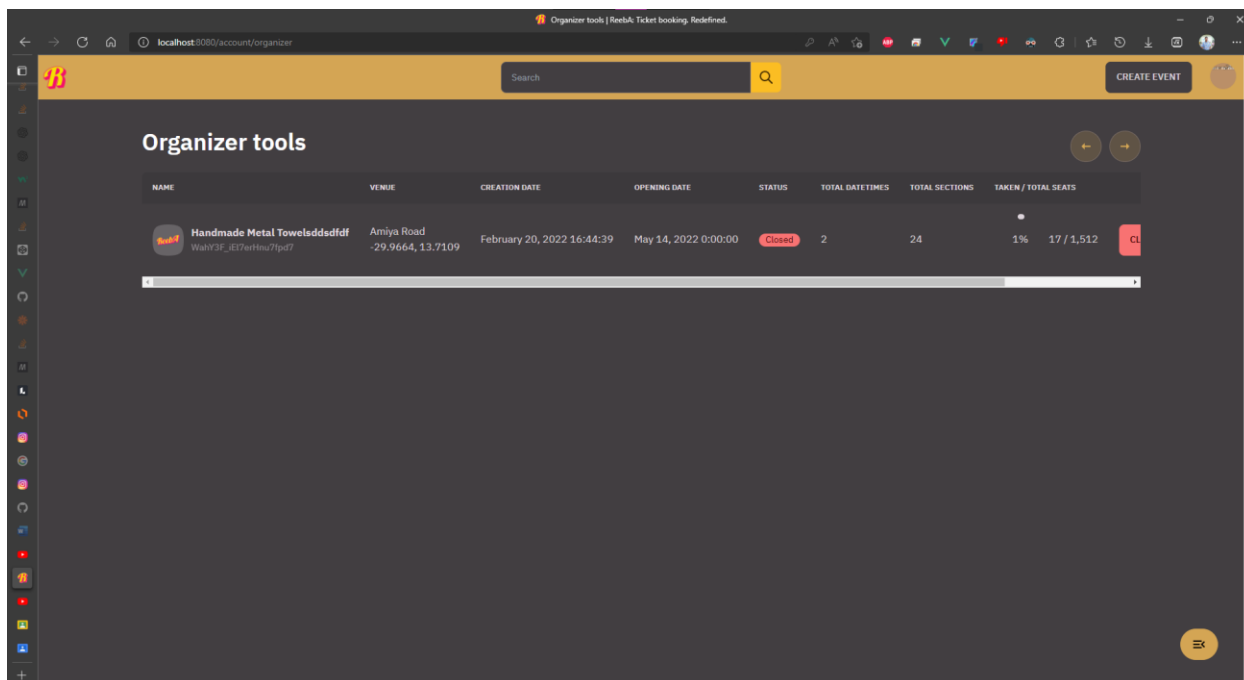 Organizer tools | ReebA: Ticket booking. Redefined.
localhost:8080/account/organizer
Search
CREATE EVENT
Organizer tools
NAME VENUE CREATION DATE OPENING DATE STATUS TOTAL DATETIMES TOTAL SECTIONS TAKEN / TOTAL SEATS
Handmade Metal Towelsddsdfdf Amiya Road
WahY3F_iEl7erHnu7fpd7 -29.9664, 13.7109 February 20, 2022 16:44:39 May 14, 2022 0:00:00 Closed 2 24 1% 17 / 1,512 CL